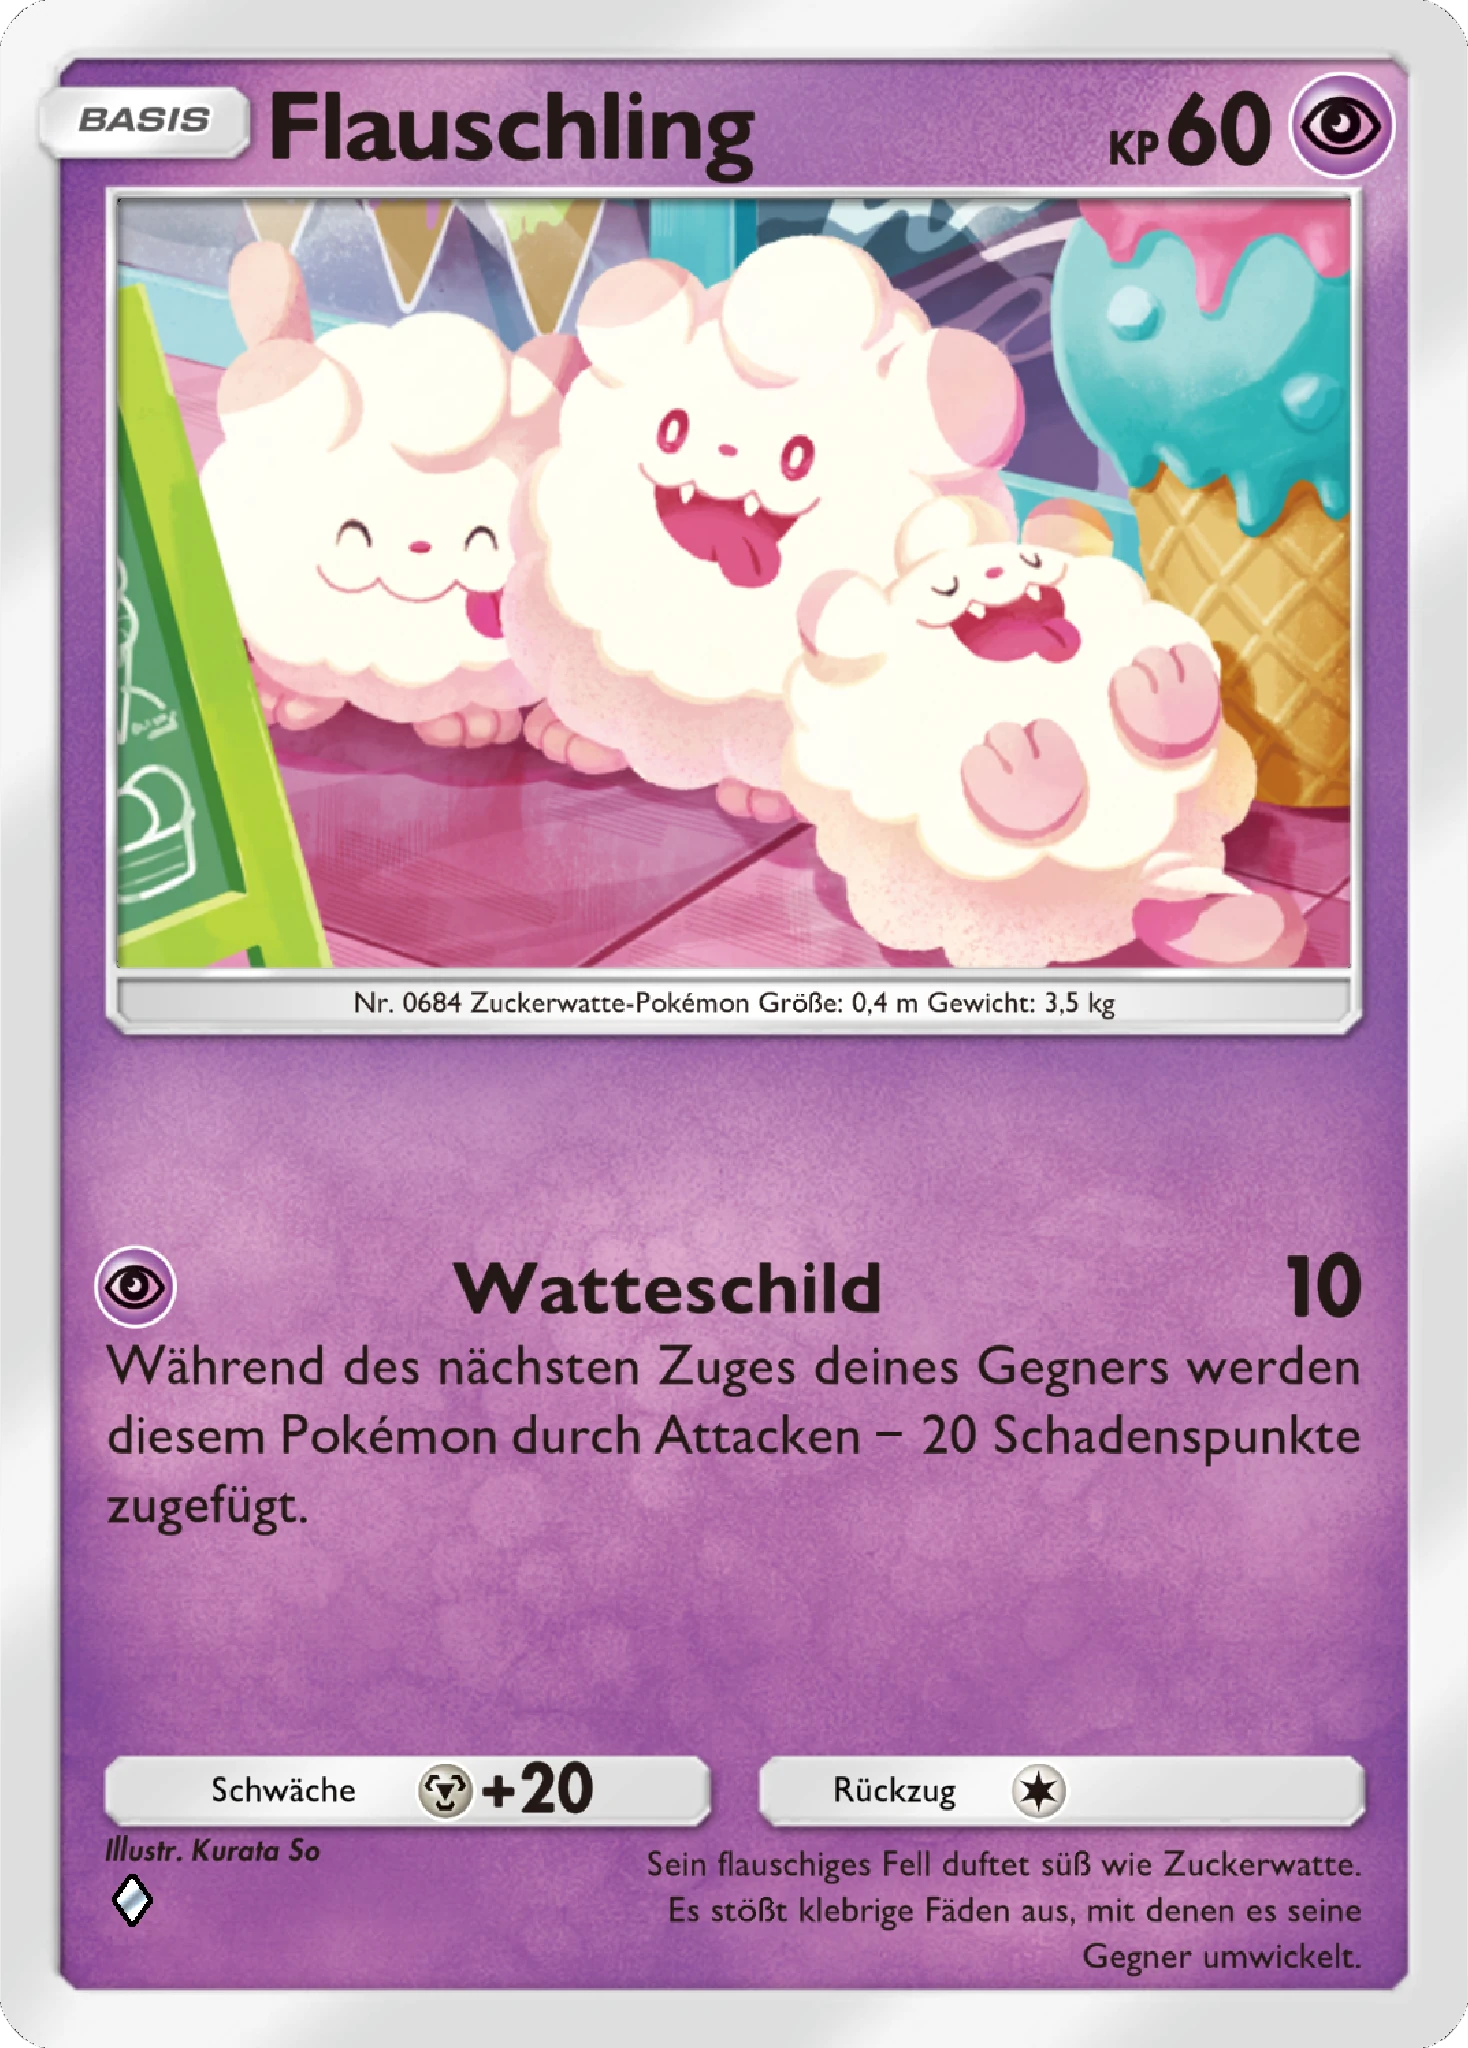 BASIS
Flauschling
KP 60
Nr. 0684 Zuckerwatte-Pokémon Größe: 0,4 m Gewicht: 3,5 kg
Watteschild 10
Während des nächsten Zuges deines Gegners werden
diesem Pokémon durch Attacken – 20 Schadenspunkte
zugefügt.
Schwäche +20
Rückzug
Illustr. Kurata So
Sein flauschiges Fell duftet süß wie Zuckerwatte.
Es stößt klebrige Fäden aus, mit denen es seine
Gegner umwickelt.